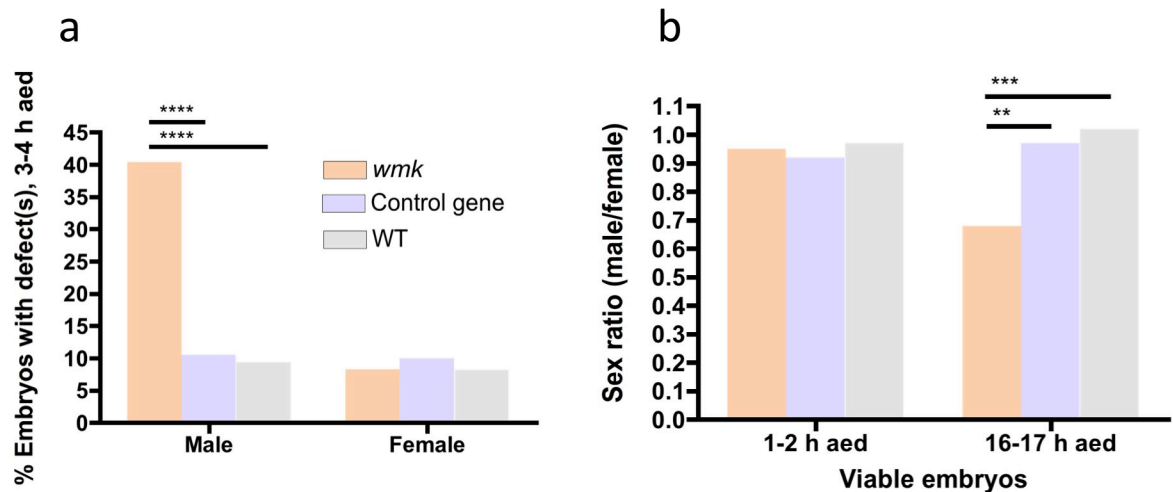 a
% Embryos with defect(s), 3-4 h aed
****
****
45
40
35
30
25
20
15
10
5
0
wmk
Control gene
WT
Male
Female
b
Sex ratio (male/female)
***
**
1.1
1.0
0.9
0.8
0.7
0.6
0.5
0.4
0.3
0.2
0.1
0.0
1-2 h aed
16-17 h aed
Viable embryos